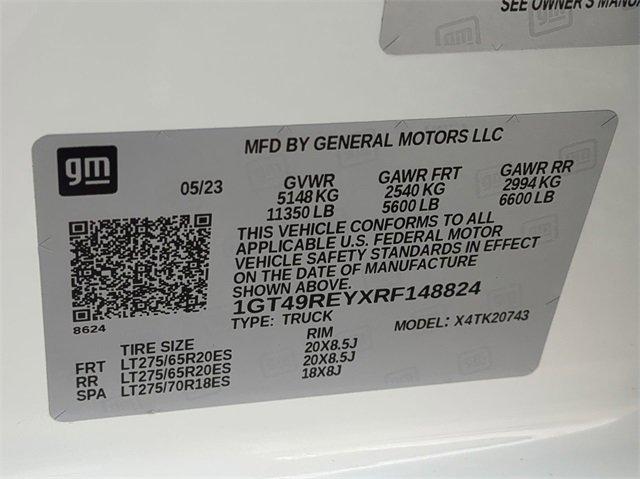 SEE OWNER'S MANUAL
gm
MFD BY GENERAL MOTORS LLC
05/23
GVWR GAWR FRT GAWR RR
5148 KG 2540 KG 2994 KG
11350 LB 5600 LB 6600 LB
THIS VEHICLE CONFORMS TO ALL
APPLICABLE U.S. FEDERAL MOTOR
VEHICLE SAFETY STANDARDS IN EFFECT
ON THE DATE OF MANUFACTURE
SHOWN ABOVE.
1GT49REYXRF148824
8624
TYPE: TRUCK MODEL: X4TK20743
TIRE SIZE RIM
FRT LT275/65R20ES 20X8.5J
RR LT275/65R20ES 20X8.5J
SPA LT275/70R18ES 18X8J